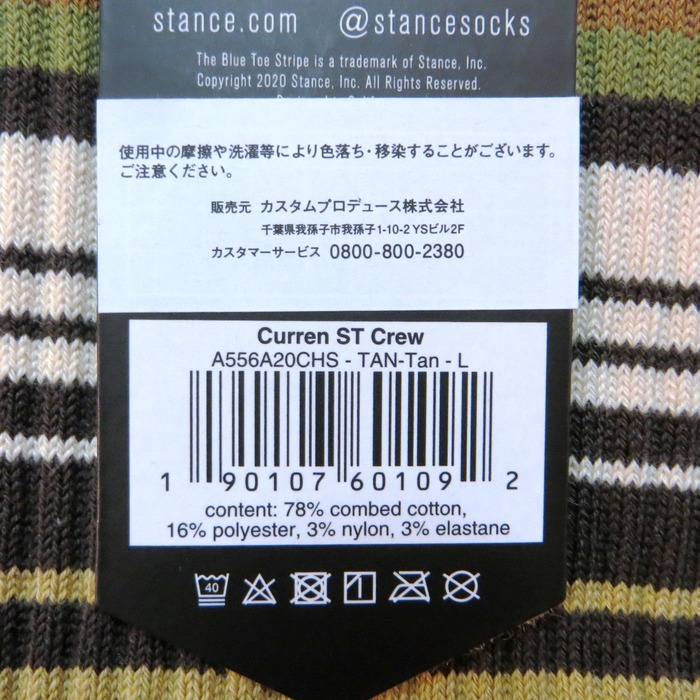 stance.com @stancesocks
The Blue Toe Stripe is a trademark of Stance, Inc.
Copyright 2020 Stance, Inc. All Rights Reserved.
使用中の摩擦や洗濯等により色落ち・移染することがございます。
ご注意ください。
販売元 カスタムプロデュース株式会社
千葉県我孫子市我孫子1-10-2 YSビル2F
カスタマーサービス 0800-800-2380
Curren ST Crew
A556A20CHS - TAN-Tan - L
1 90107 60109 2
content: 78% combed cotton,
16% polyester, 3% nylon, 3% elastane
40